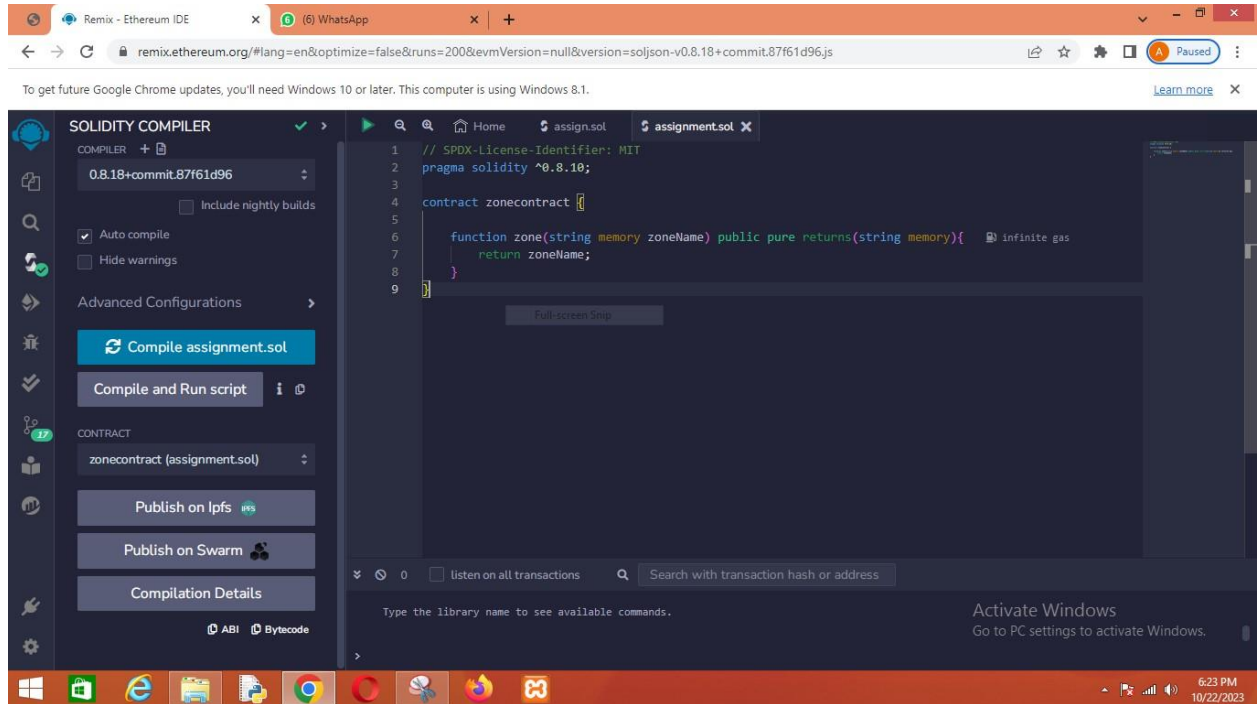 Remix - Ethereum IDE
6 (6) WhatsApp
remix.ethereum.org/#lang=en&optimize=false&runs=200&evmVersion=null&version=soljson-v0.8.18+commit.87f61d96.js
A Paused
To get future Google Chrome updates, you'll need Windows 10 or later. This computer is using Windows 8.1.
Learn more
SOLIDITY COMPILER
COMPILER
0.8.18+commit.87f61d96
Include nightly builds
Auto compile
Hide warnings
Advanced Configurations
Compile assignment.sol
Compile and Run script
17
CONTRACT
zonecontract (assignment.sol)
Publish on Ipfs IPFS
Publish on Swarm
Compilation Details
ABI Bytecode
Home assign.sol assignment.sol
1 // SPDX-License-Identifier: MIT
2 pragma solidity ^0.8.10;
3
4 contract zonecontract {
5
6 function zone(string memory zoneName) public pure returns(string memory){ infinite gas
7 return zoneName;
8 }
9 }
Full-screen Snip
0 listen on all transactions Search with transaction hash or address
Type the library name to see available commands.
>
Activate Windows
Go to PC settings to activate Windows.
6:23 PM
10/22/2023